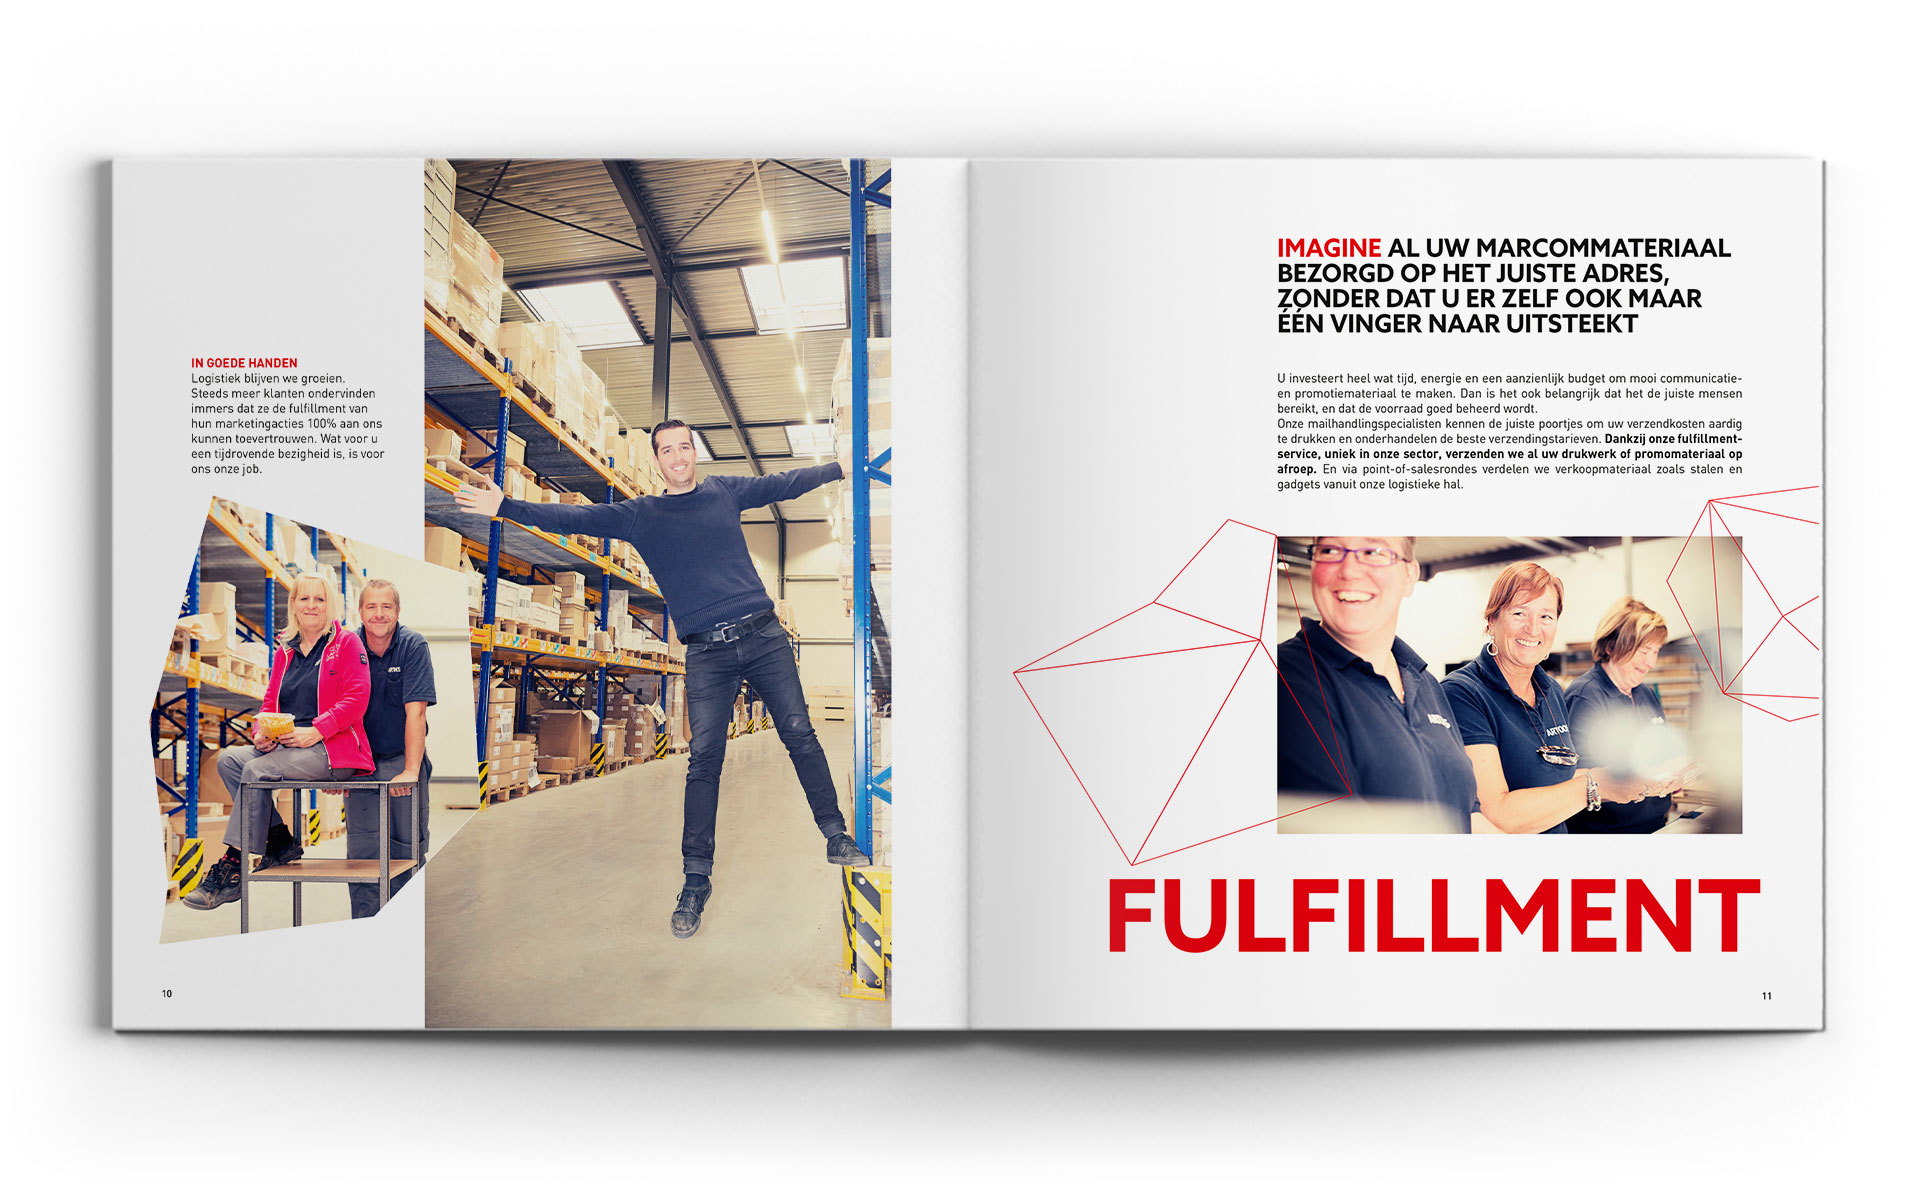 IN GOEDE HANDEN
Logistiek blijven we groeien.
Steeds meer klanten ondervinden
immers dat ze de fulfillment van
hun marketingacties 100% aan ons
kunnen toevertrouwen. Wat voor u
een tijdrovende bezigheid is, is voor
ons onze job.
10
IMAGINE AL UW MARCOMMATERIAAL
BEZORGD OP HET JUISTE ADRES,
ZONDER DAT U ER ZELF OOK MAAR
ÉÉN VINGER NAAR UITSTEEKT
U investeert heel wat tijd, energie en een aanzienlijk budget om mooi communicatie-
en promotiemateriaal te maken. Dan is het ook belangrijk dat het de juiste mensen
bereikt, en dat de voorraad goed beheerd wordt.
Onze mailhandlingspecialisten kennen de juiste poortjes om uw verzendkosten aardig
te drukken en onderhandelen de beste verzendingstarieven. Dankzij onze fulfillment-
service, uniek in onze sector, verzenden we al uw drukwerk of promomateriaal op
afroep. En via point-of-salesrondes verdelen we verkoopmateriaal zoals stalen en
gadgets vanuit onze logistieke hal.
FULFILLMENT
11